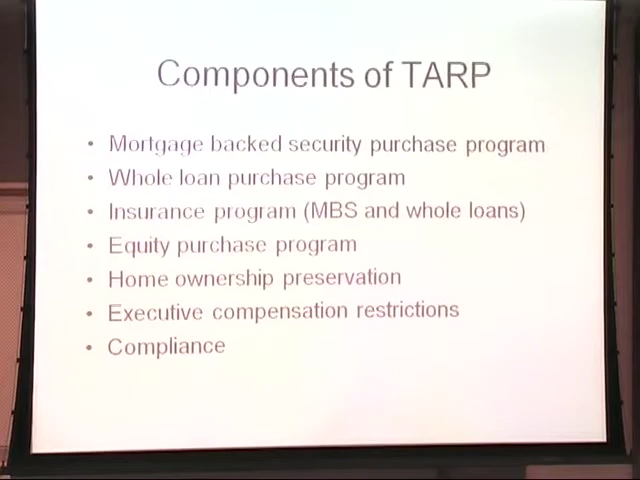 Components of TARP
• Mortgage backed security purchase program
• Whole loan purchase program
• Insurance program (MBS and whole loans)
• Equity purchase program
• Home ownership preservation
• Executive compensation restrictions
• Compliance